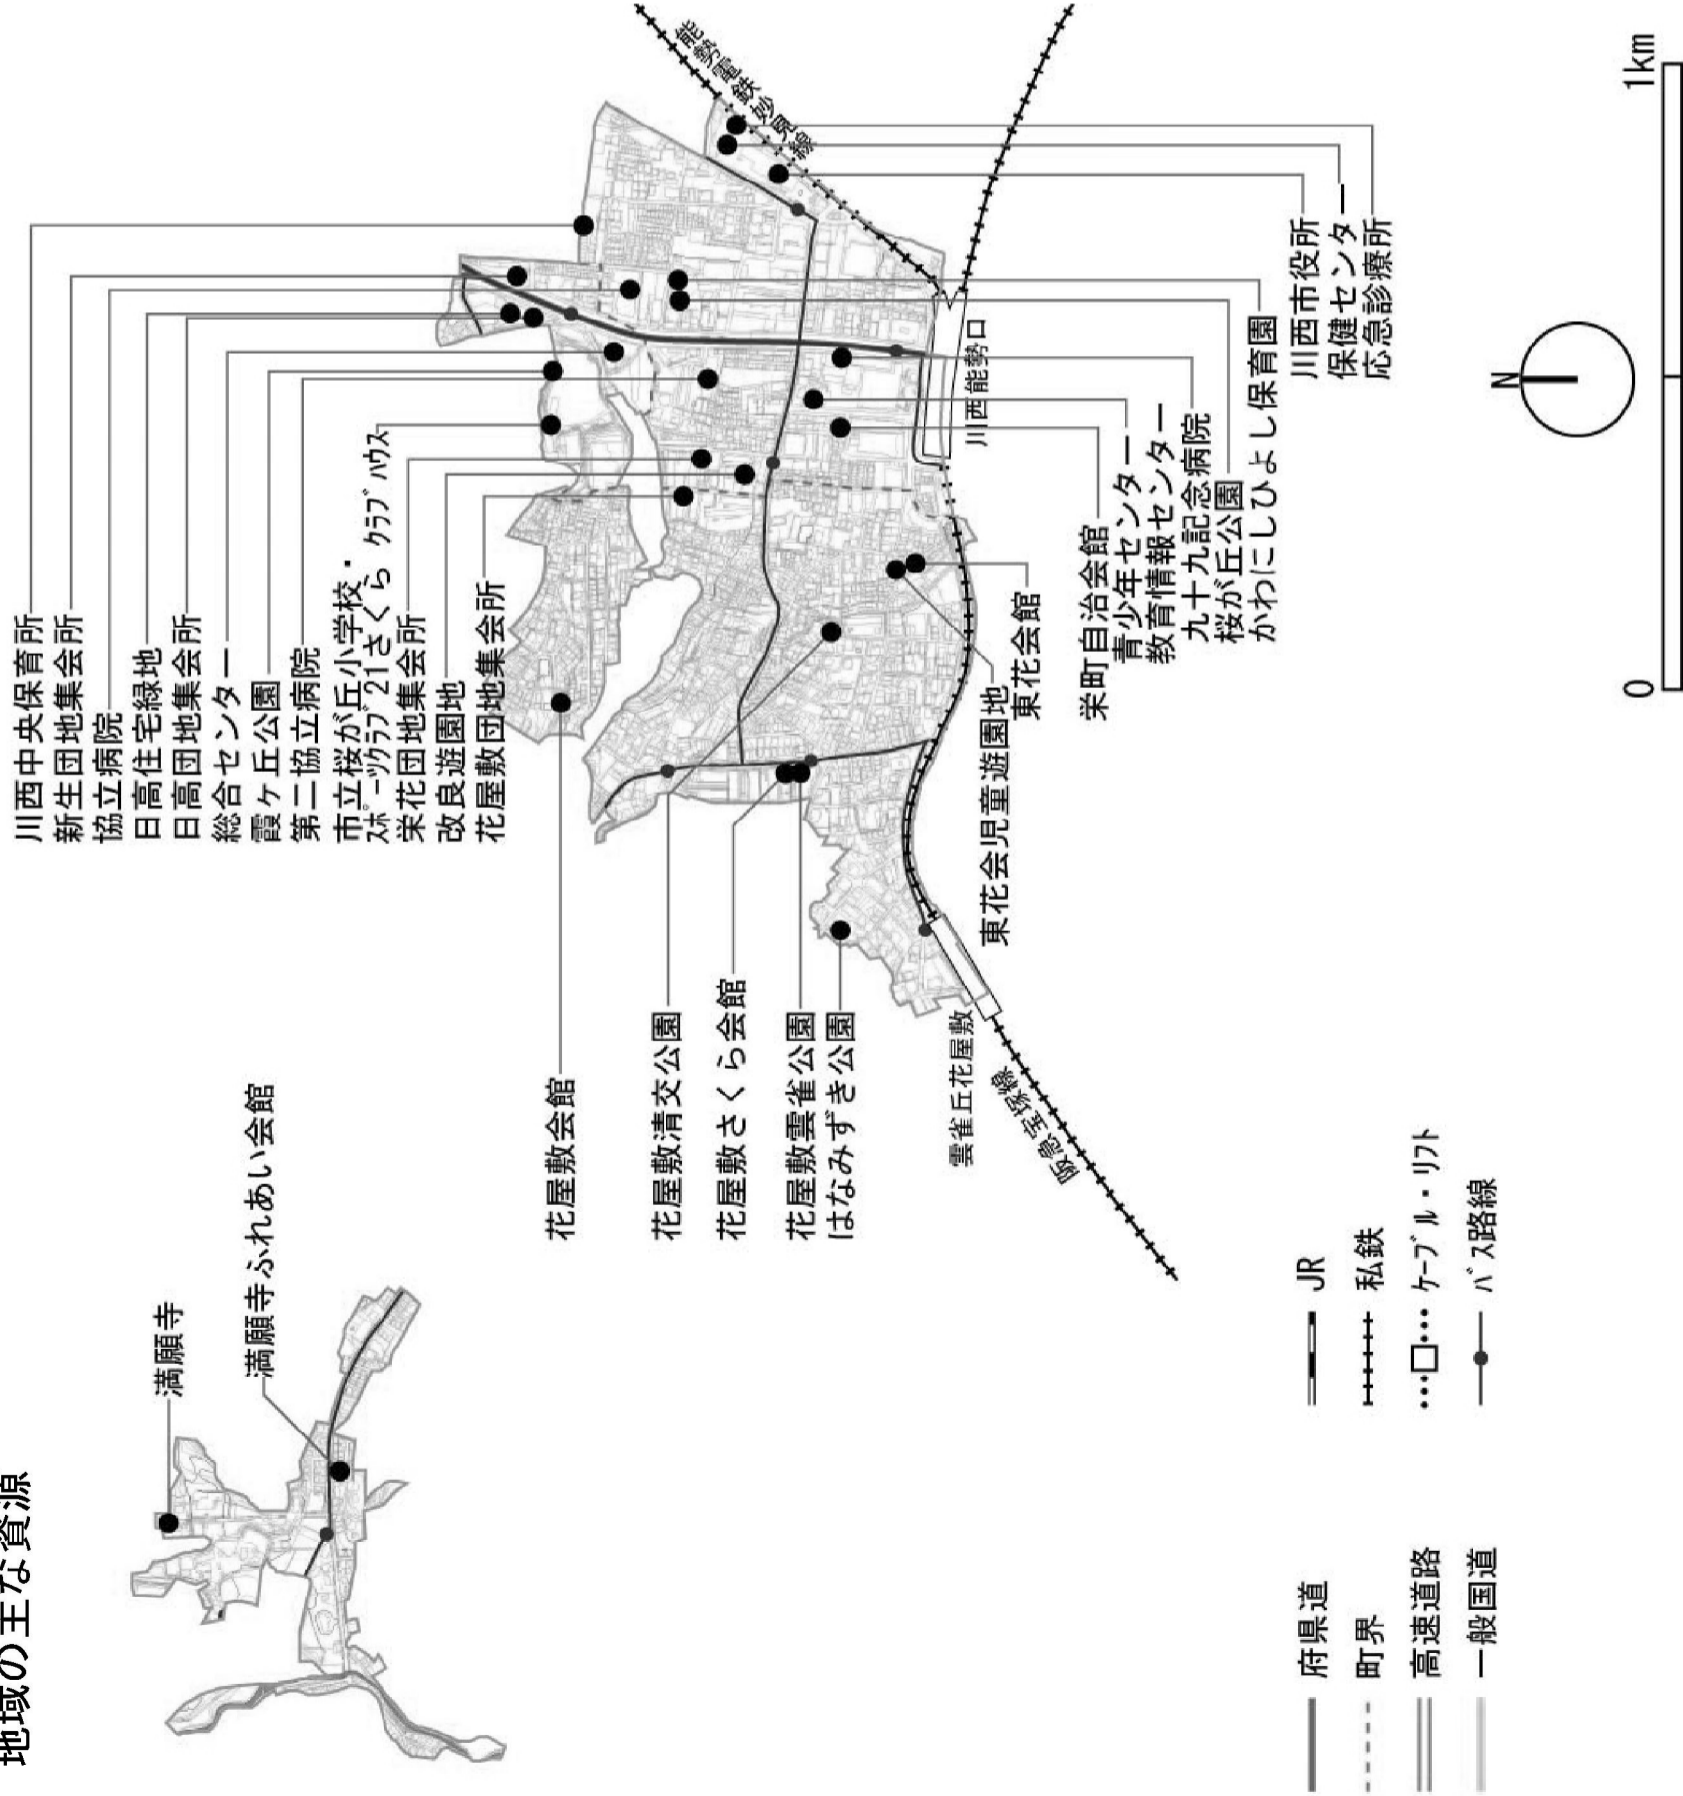 地域の主な資源
満願寺
満願寺ふれあい会館
花屋敷会館
花屋敷清交公園
花屋敷さくら会館
花屋敷雲雀公園
はなみずき公園
川西中央保育所
新生団地集会所
協立病院
日高住宅緑地
日高団地集会所
総合センター
霞ヶ丘公園
第二協立病院
市立桜が丘小学校・
ｽﾎﾟｰﾂｸﾗﾌﾞ21さくら ｸﾗﾌﾞﾊｳｽ
栄花団地集会所
改良遊園地
花屋敷団地集会所
能勢電鉄妙見線
川西能勢口
雲雀丘花屋敷
阪急宝塚線
東花会児童遊園地
東花会館
栄町自治会館
青少年センター
教育情報センター
九十九記念病院
桜が丘公園
かわにしひよし保育園
川西市役所
保健センター
応急診療所
府県道
町界
高速道路
一般国道
JR
私鉄
ｹｰﾌﾞﾙ・ﾘﾌﾄ
ﾊﾞｽ路線
N
0
1km